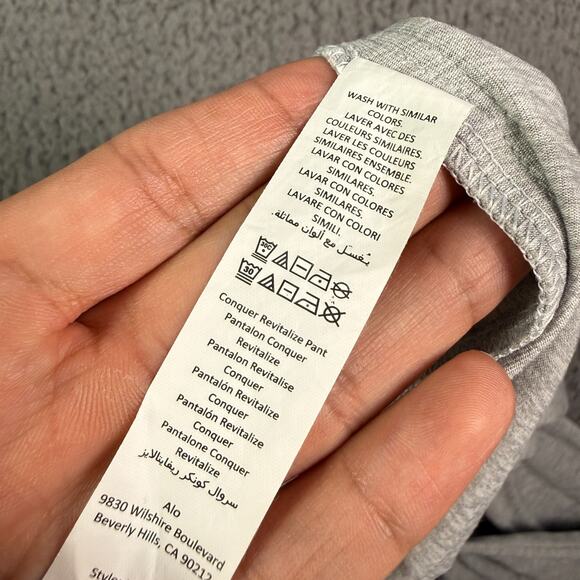 WASH WITH SIMILAR
COLORS.
LAVER AVEC DES
COULEURS SIMILAIRES.
LAVER LES COULEURS
SIMILAIRES ENSEMBLE.
LAVAR CON COLORES
SIMILARES.
LAVAR CON COLORES
SIMILARES.
LAVARE CON COLORI
SIMILI.
يُغسل مع ألوان مماثلة.
30
Conquer Revitalize Pant
Pantalon Conquer
Revitalize
Pantalon Revitalise
Conquer
Pantalón Revitalize
Conquer
Pantalón Revitalize
Conquer
Pantalone Conquer
Revitalize
سروال كونكر ريفايتالايز
Alo
9830 Wilshire Boulevard
Beverly Hills, CA 90212
Style